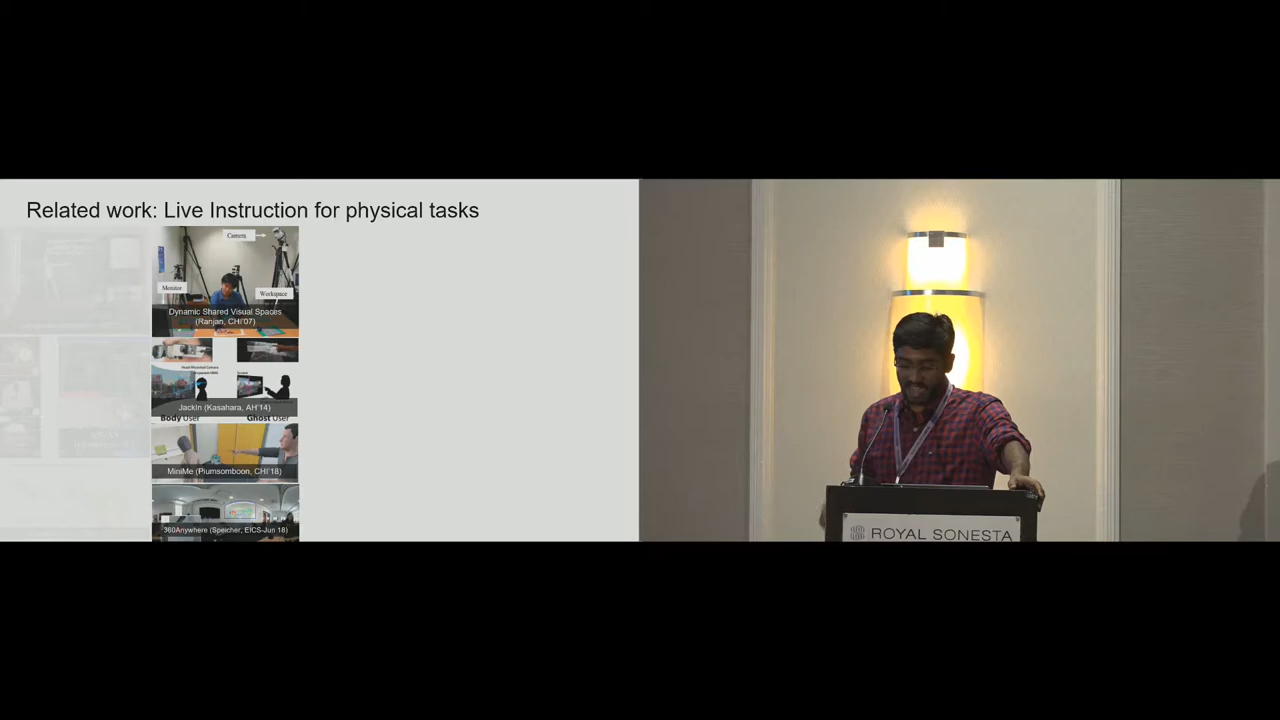 Related work: Live Instruction for physical tasks
Camera
Monitor
Workspace
Dynamic Shared Visual Spaces
(Ranjan, CHI'07)
JackIn (Kasahara, AH'14)
Body User
Ghost User
MiniMe (Piumsomboon, CHI'18)
360Anywhere (Speicher, EICS-Jun 18)
ROYAL SONESTA